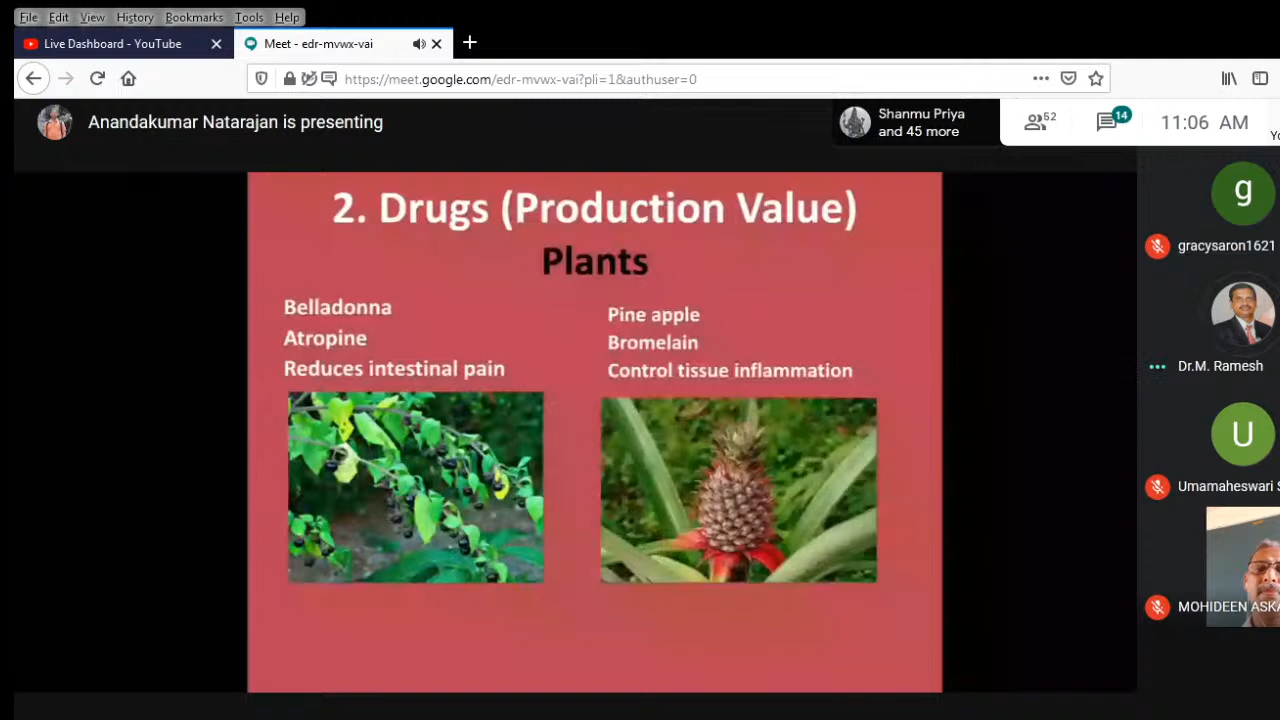 File Edit View History Bookmarks Tools Help
Live Dashboard - YouTube
Meet - edr-mvwx-vai
https://meet.google.com/edr-mvwx-vai?pli=1&authuser=0
Anandakumar Natarajan is presenting
Shanmu Priya
and 45 more
52
14
11:06 AM
2. Drugs (Production Value)
Plants
Belladonna
Atropine
Reduces intestinal pain
Pine apple
Bromelain
Control tissue inflammation
g
gracysaron1621
Dr.M. Ramesh
U
Umamaheswari S
MOHIDEEN ASKA